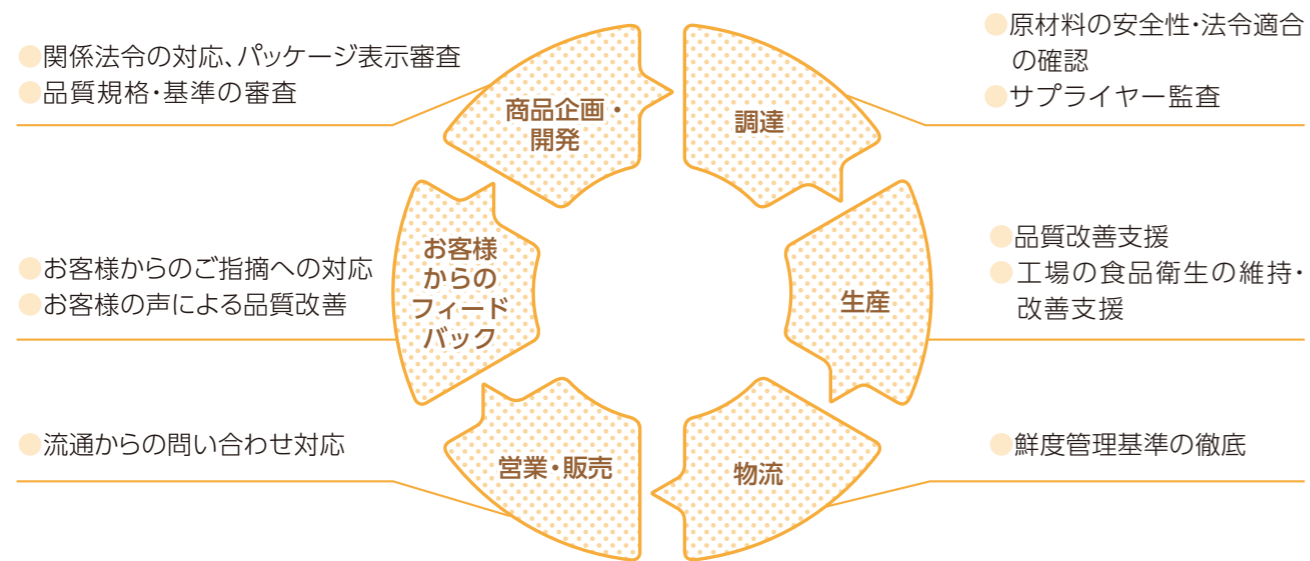 ●関係法令の対応、パッケージ表示審査
●品質規格・基準の審査
商品企画・
開発
調達
●原材料の安全性・法令適合
の確認
●サプライヤー監査
●お客様からのご指摘への対応
●お客様の声による品質改善
お客様
からの
フィード
バック
生産
●品質改善支援
●工場の食品衛生の維持・
改善支援
●流通からの問い合わせ対応
営業・販売
物流
●鮮度管理基準の徹底